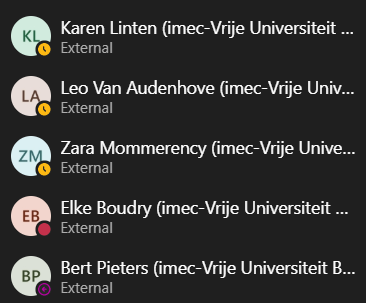 KL Karen Linten (imec-Vrije Universiteit ...
External
LA Leo Van Audenhove (imec-Vrije Univ...
External
ZM Zara Mommerency (imec-Vrije Unive...
External
EB Elke Boudry (imec-Vrije Universiteit ...
External
BP Bert Pieters (imec-Vrije Universiteit B...
External